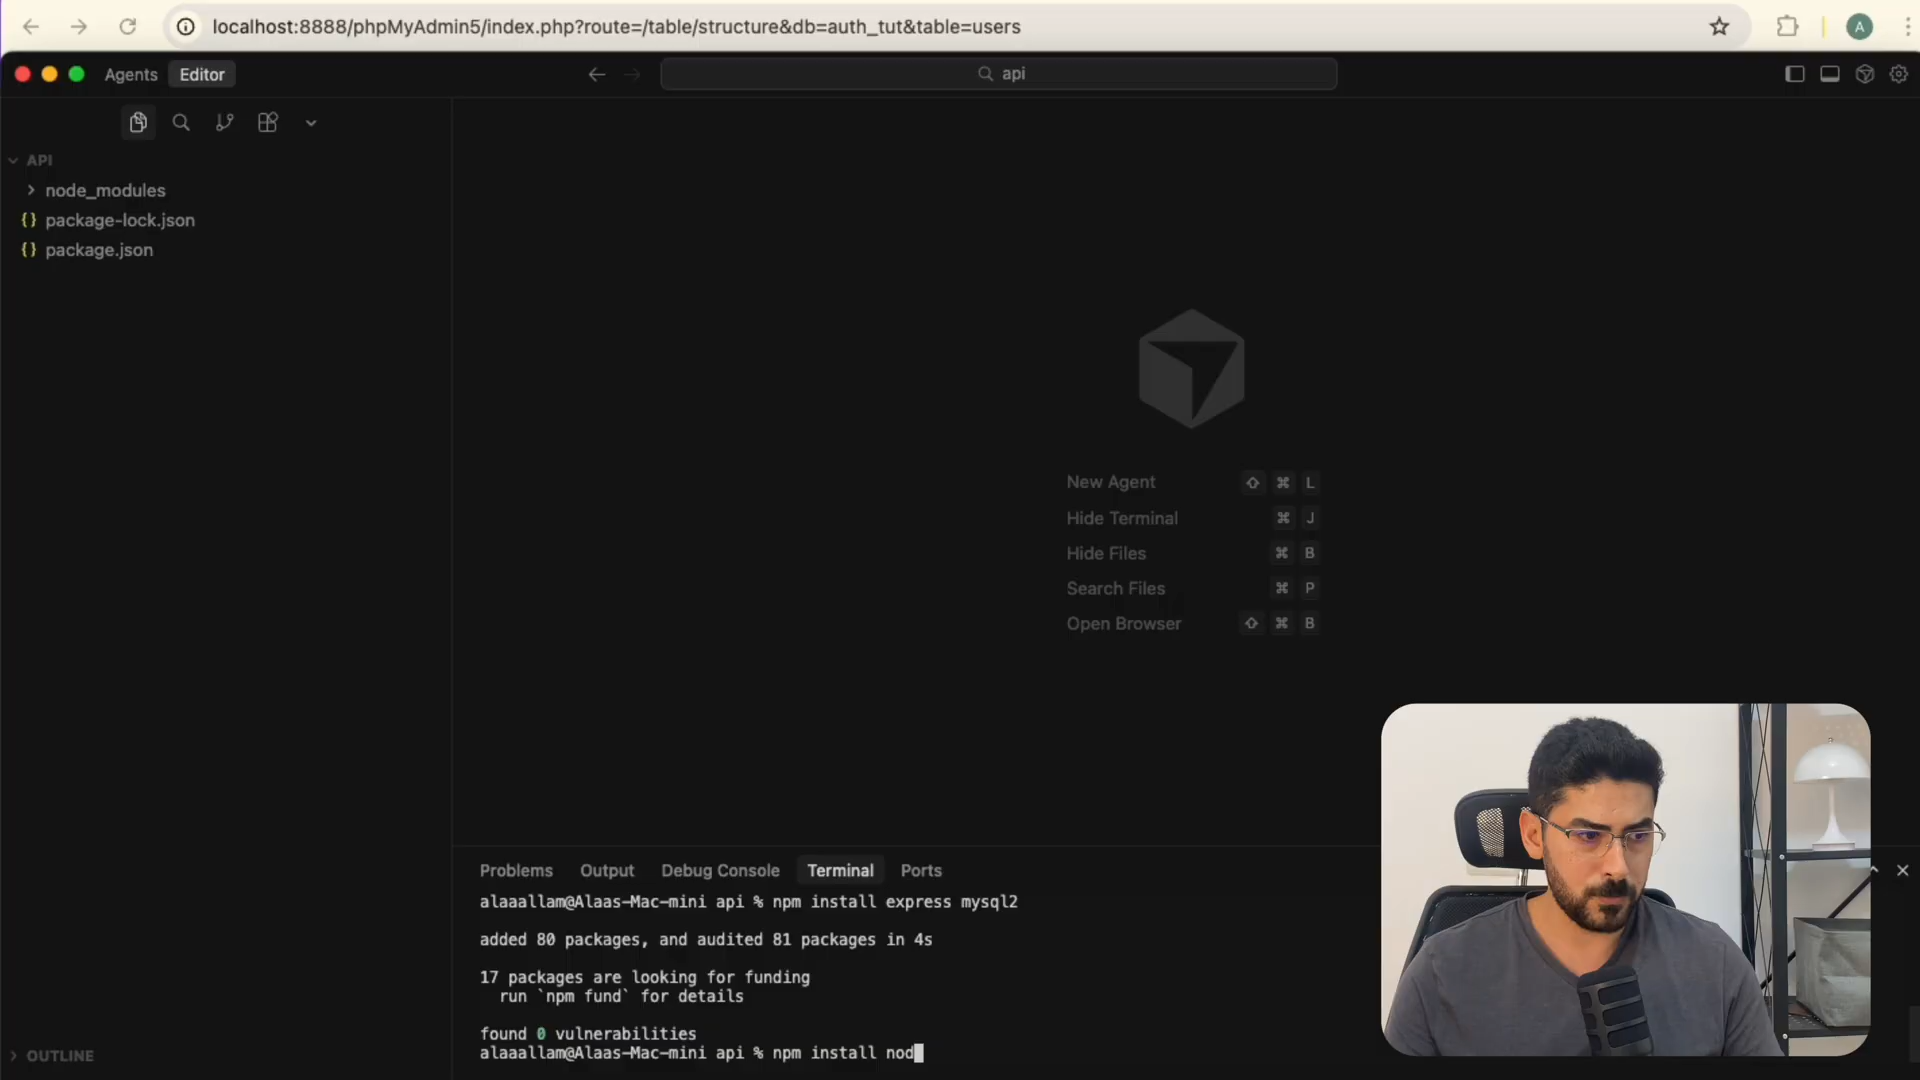 localhost:8888/phpMyAdmin5/index.php?route=/table/structure&db=auth_tut&table=users
A
Agents
Editor
api
API
node_modules
{} package-lock.json
{} package.json
New Agent ⇧ ⌘ L
Hide Terminal ⌘ J
Hide Files ⌘ B
Search Files ⌘ P
Open Browser ⇧ ⌘ B
Problems
Output
Debug Console
Terminal
Ports
alaaallam@Alaas-Mac-mini api % npm install express mysql2
added 80 packages, and audited 81 packages in 4s
17 packages are looking for funding
run `npm fund` for details
found 0 vulnerabilities
alaaallam@Alaas-Mac-mini api % npm install nod
OUTLINE